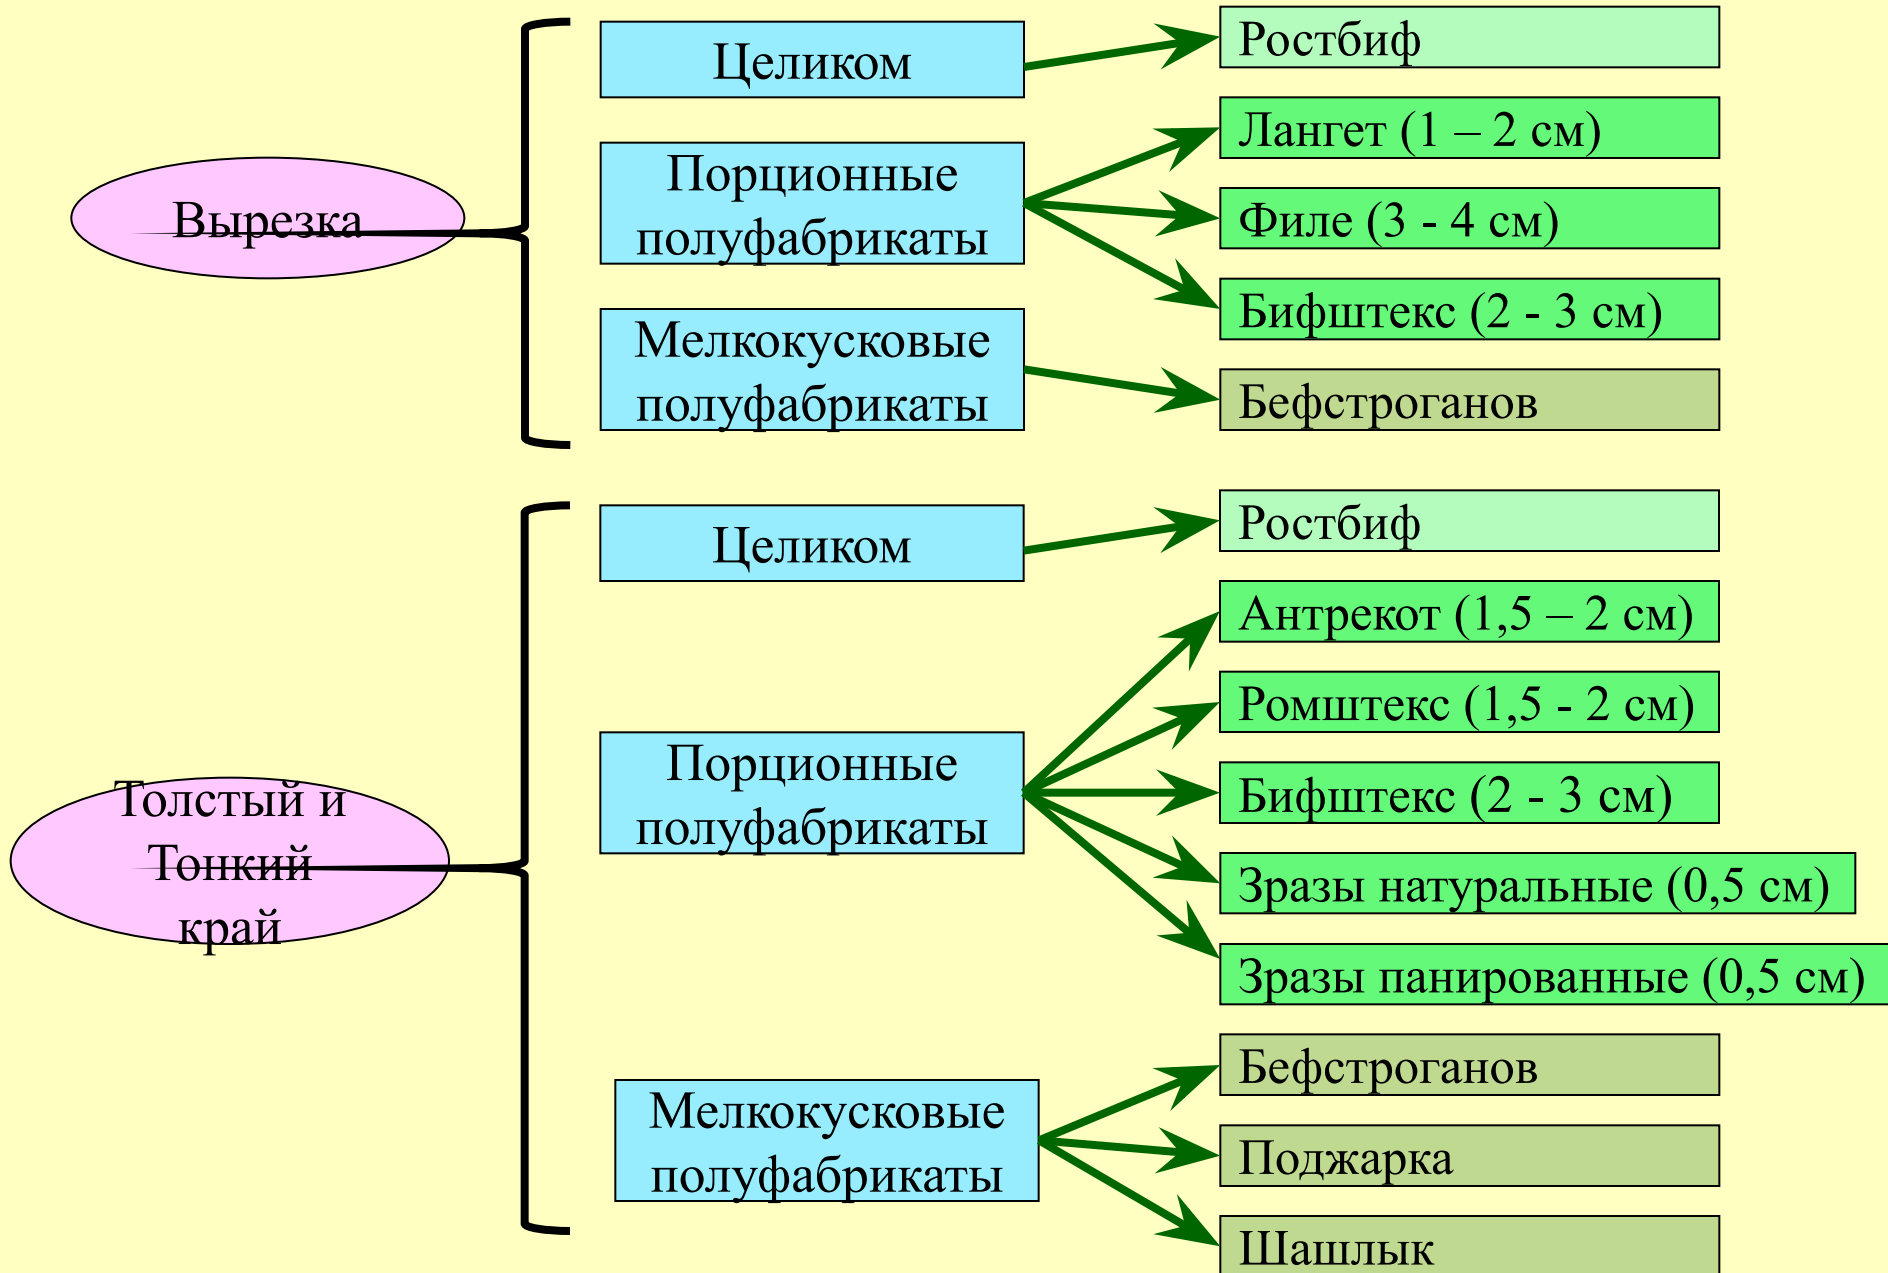 Вырезка
Целиком
Ростбиф
Порционные
полуфабрикаты
Лангет (1 – 2 см)
Филе (3 - 4 см)
Бифштекс (2 - 3 см)
Мелкокусковые
полуфабрикаты
Бефстроганов
Толстый и
Тонкий
край
Целиком
Ростбиф
Порционные
полуфабрикаты
Антрекот (1,5 – 2 см)
Ромштекс (1,5 - 2 см)
Бифштекс (2 - 3 см)
Зразы натуральные (0,5 см)
Зразы панированные (0,5 см)
Мелкокусковые
полуфабрикаты
Бефстроганов
Поджарка
Шашлык